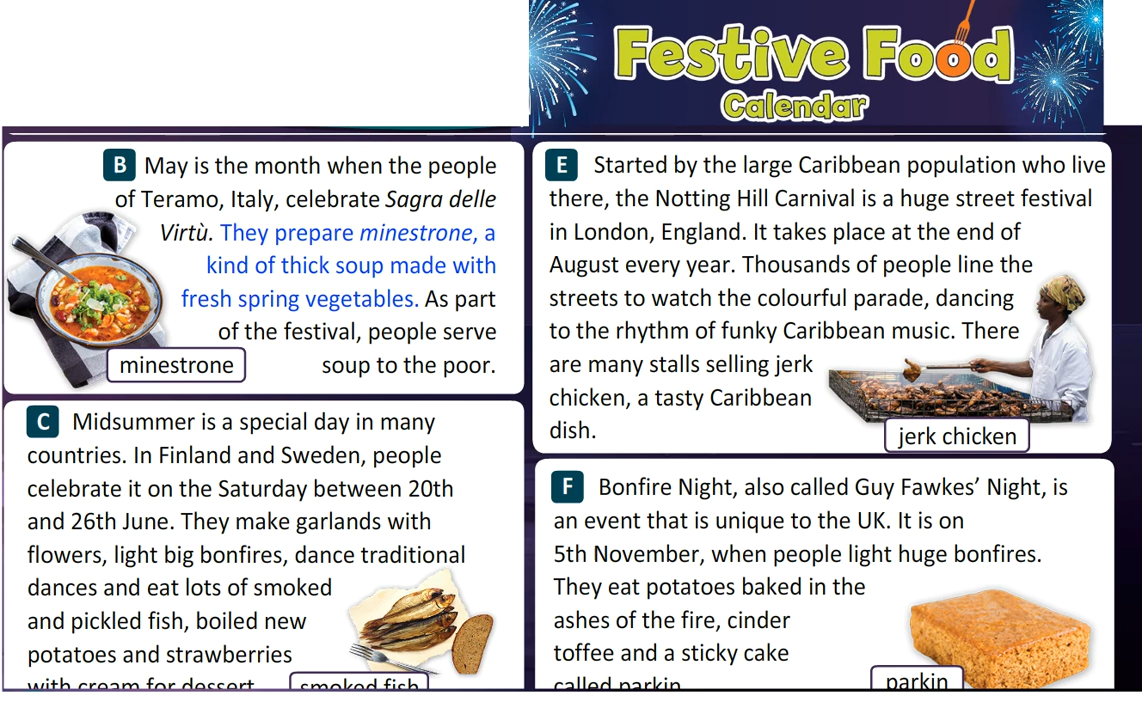 Festive Food
Calendar
B May is the month when the people
of Teramo, Italy, celebrate Sagra delle
Virtù. They prepare minestrone, a
kind of thick soup made with
fresh spring vegetables. As part
of the festival, people serve
soup to the poor.
minestrone
C Midsummer is a special day in many
countries. In Finland and Sweden, people
celebrate it on the Saturday between 20th
and 26th June. They make garlands with
flowers, light big bonfires, dance traditional
dances and eat lots of smoked
and pickled fish, boiled new
potatoes and strawberries
with cream for dessert
smoked fish
E Started by the large Caribbean population who live
there, the Notting Hill Carnival is a huge street festival
in London, England. It takes place at the end of
August every year. Thousands of people line the
streets to watch the colourful parade, dancing
to the rhythm of funky Caribbean music. There
are many stalls selling jerk
chicken, a tasty Caribbean
dish.
jerk chicken
F Bonfire Night, also called Guy Fawkes’ Night, is
an event that is unique to the UK. It is on
5th November, when people light huge bonfires.
They eat potatoes baked in the
ashes of the fire, cinder
toffee and a sticky cake
called parkin
parkin